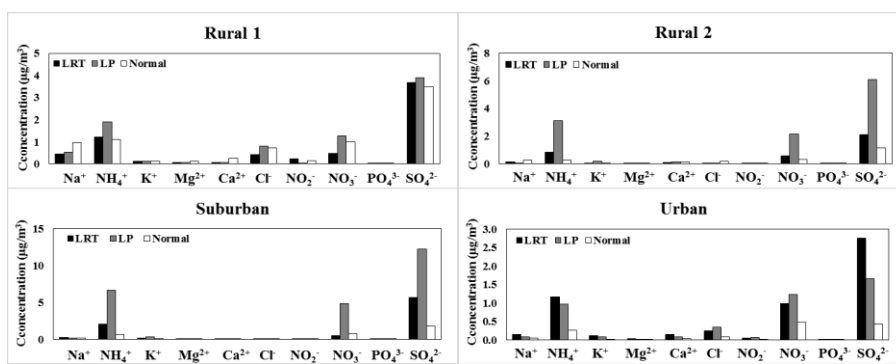 Rural 1
Cconcentration (µg/m³)
5
4
3
2
1
0
LRT LP Normal
Na⁺ NH₄⁺ K⁺ Mg²⁺ Ca²⁺ Cl⁻ NO₂⁻ NO₃⁻ PO₄³⁻ SO₄²⁻
Rural 2
Cconcentration (µg/m³)
8
6
4
2
0
LRT LP Normal
Na⁺ NH₄⁺ K⁺ Mg²⁺ Ca²⁺ Cl⁻ NO₂⁻ NO₃⁻ PO₄³⁻ SO₄²⁻
Suburban
Cconcentration (µg/m³)
15
10
5
0
LRT LP Normal
Na⁺ NH₄⁺ K⁺ Mg²⁺ Ca²⁺ Cl⁻ NO₂⁻ NO₃⁻ PO₄³⁻ SO₄²⁻
Urban
Cconcentration (µg/m³)
3.0
2.5
2.0
1.5
1.0
0.5
0.0
LRT LP Normal
Na⁺ NH₄⁺ K⁺ Mg²⁺ Ca²⁺ Cl⁻ NO₂⁻ NO₃⁻ PO₄³⁻ SO₄²⁻